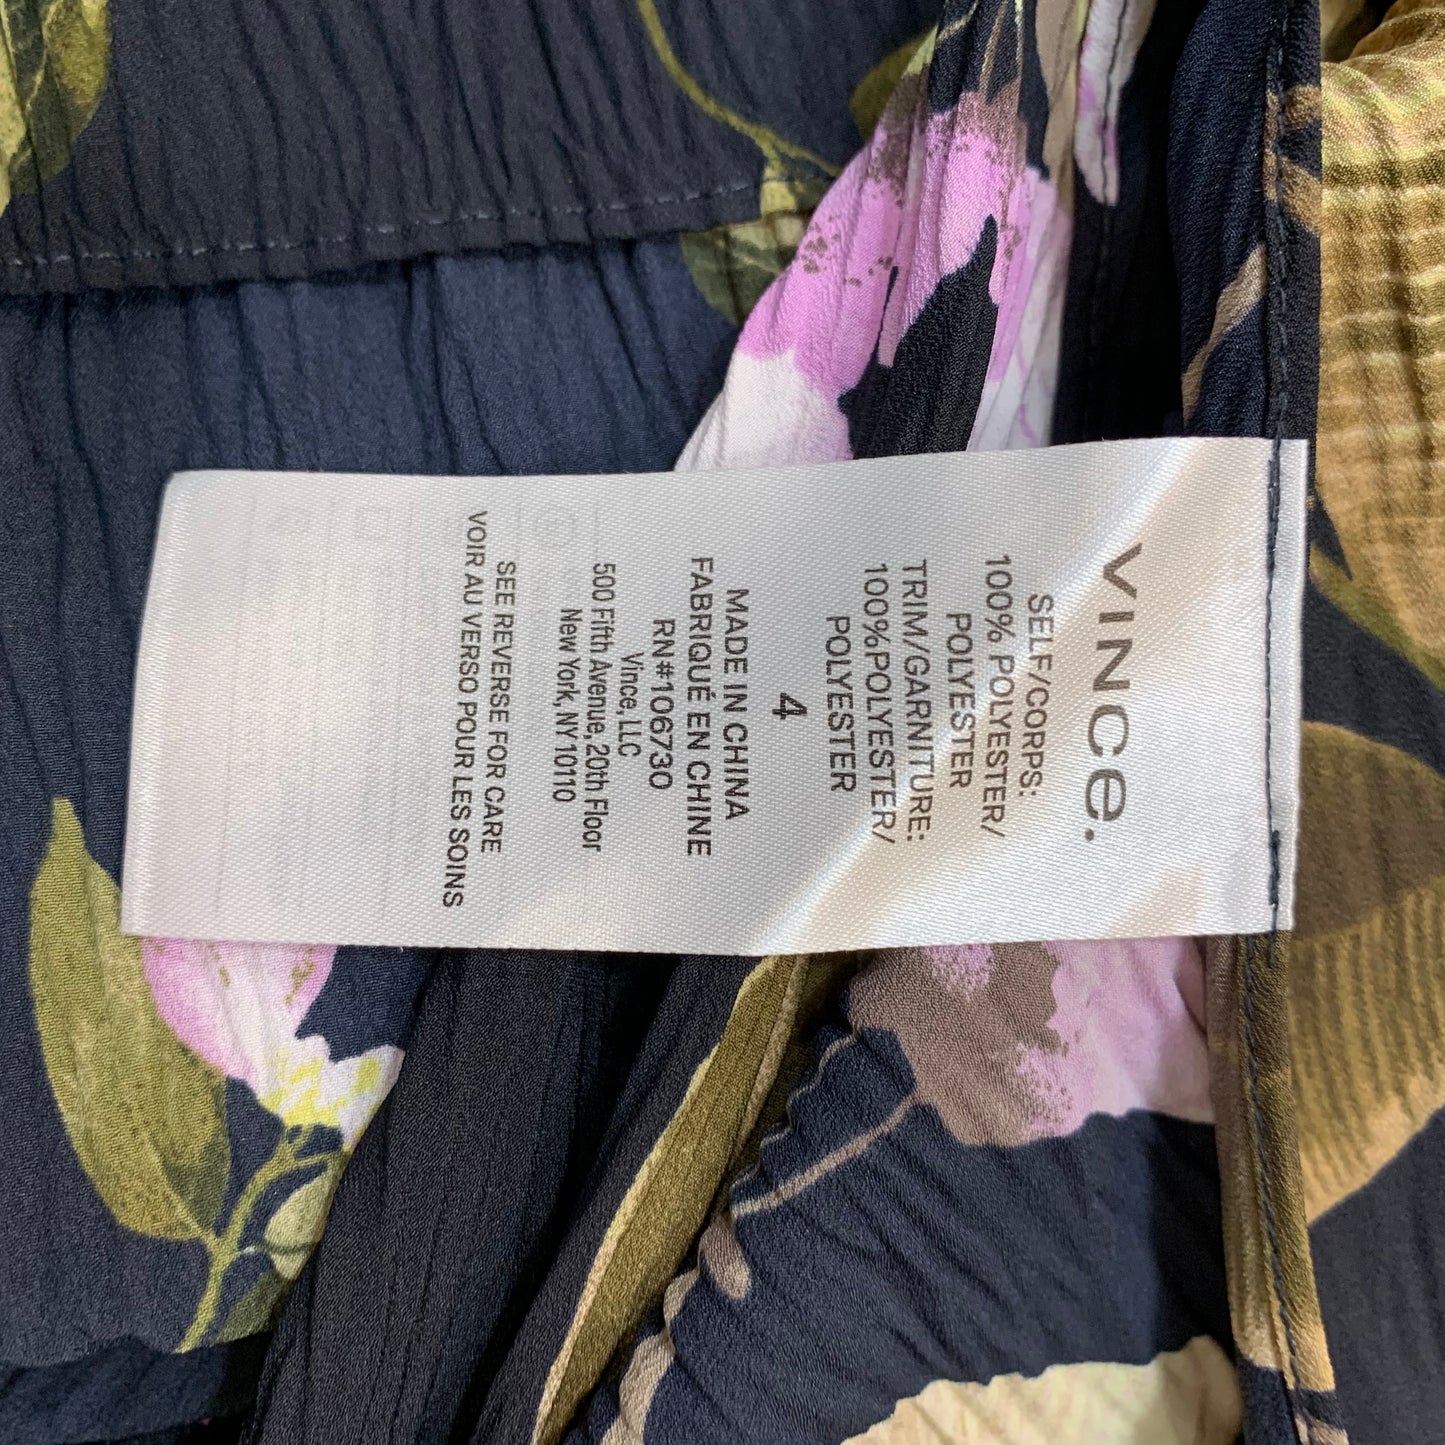 VINCe.
SELF/CORPS:
100% POLYESTER/
POLYESTER
TRIM/GARNITURE:
100%POLYESTER/
POLYESTER
4
MADE IN CHINA
FABRIQUÉ EN CHINE
RN#106730
Vince, LLC
500 Fifth Avenue, 20th Floor
New York, NY 10110
SEE REVERSE FOR CARE
VOIR AU VERSO POUR LES SOINS